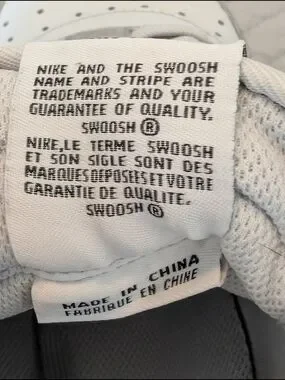 NIKE AND THE SWOOSH
NAME AND STRIPE ARE
TRADEMARKS AND YOUR
GUARANTEE OF QUALITY.
SWOOSH ®
NIKE,LE TERME SWOOSH
ET SON SIGLE SONT DES
MARQUES DEPOSEES ET VOTRE
GARANTIE DE QUALITE.
SWOOSH ®
MADE IN CHINA
FABRIQUE EN CHINE